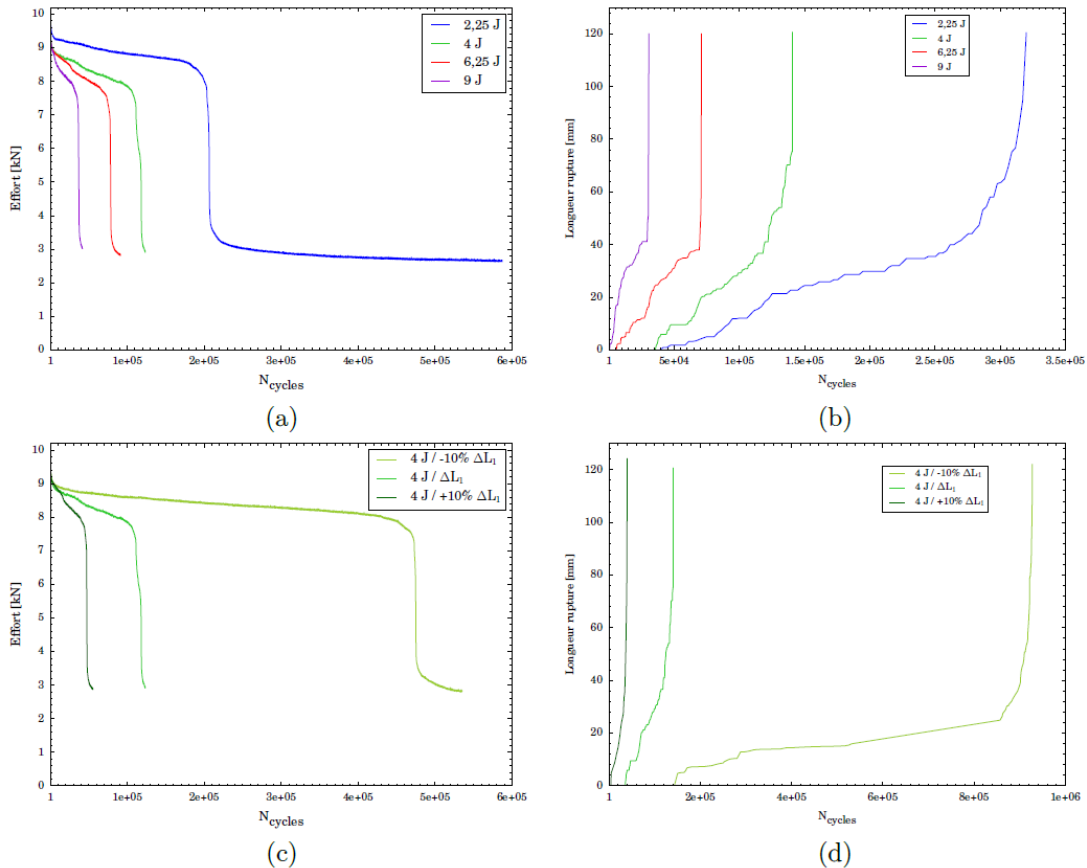 10
9
8
7
6
5
4
3
2
1
0
Effort [kN]
2,25 J
4 J
6,25 J
9 J
1
1e+05
2e+05
3e+05
4e+05
5e+05
6e+05
N_cycles
(a)
120
100
80
60
40
20
0
Longueur rupture [mm]
2,25 J
4 J
6,25 J
9 J
1
5e+04
1e+05
1.5e+05
2e+05
2.5e+05
3e+05
3.5e+05
N_cycles
(b)
10
9
8
7
6
5
4
3
2
1
0
Effort [kN]
4 J / -10% ΔL₁
4 J / ΔL₁
4 J / +10% ΔL₁
1
1e+05
2e+05
3e+05
4e+05
5e+05
6e+05
N_cycles
(c)
120
100
80
60
40
20
0
Longueur rupture [mm]
4 J / -10% ΔL₁
4 J / ΔL₁
4 J / +10% ΔL₁
1
2e+05
4e+05
6e+05
8e+05
1e+06
N_cycles
(d)